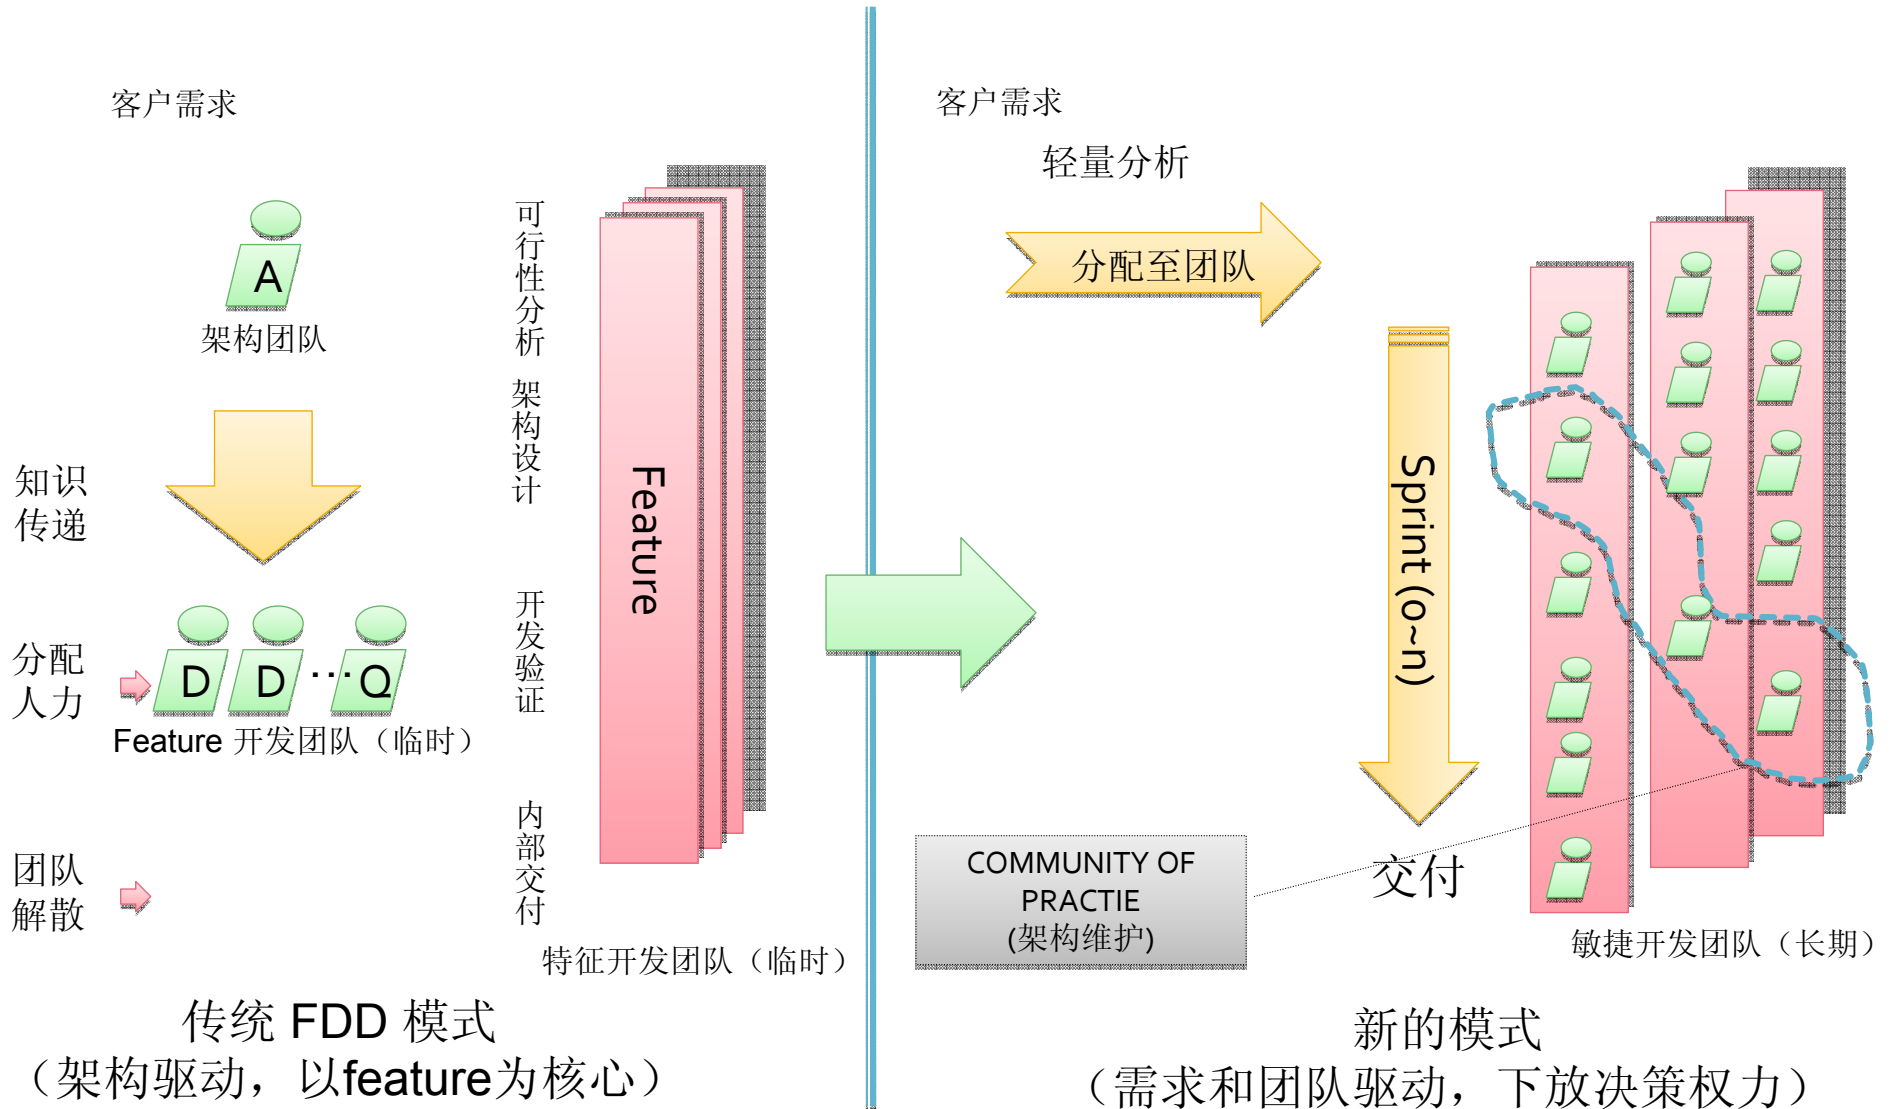 客户需求
A
架构团队
知识
传递
分配
人力
D D ... Q
Feature 开发团队（临时）
团队
解散
可行性分析
架构设计
开发验证
内部交付
Feature
特征开发团队（临时）
传统 FDD 模式
（架构驱动，以feature为核心）
客户需求
轻量分析
分配至团队
Sprint (o~n)
交付
COMMUNITY OF
PRACTIE
(架构维护)
敏捷开发团队（长期）
新的模式
（需求和团队驱动，下放决策权力）